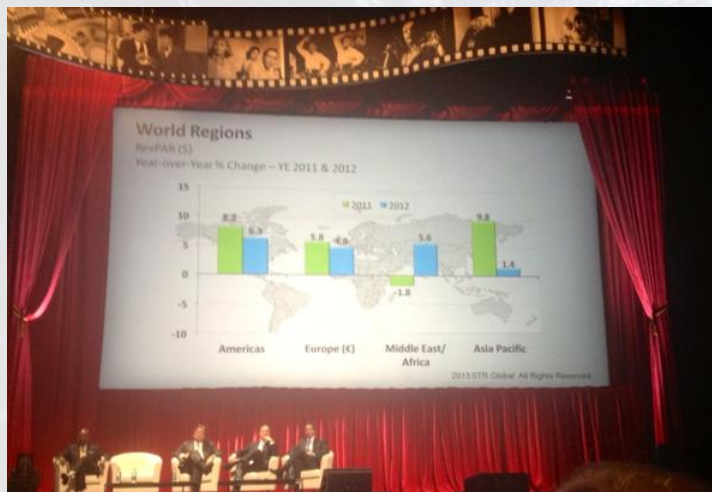 World Regions
RevPAR ($)
Year-over-Year % Change – YE 2011 & 2012
15
2011 2012
10
9.8
8.2
6.3
5.8
4.8
5.6
5
1.4
0
-1.8
-5
-10
Americas Europe (€) Middle East/ Asia Pacific
Africa
2013 STR Global All Rights Reserved